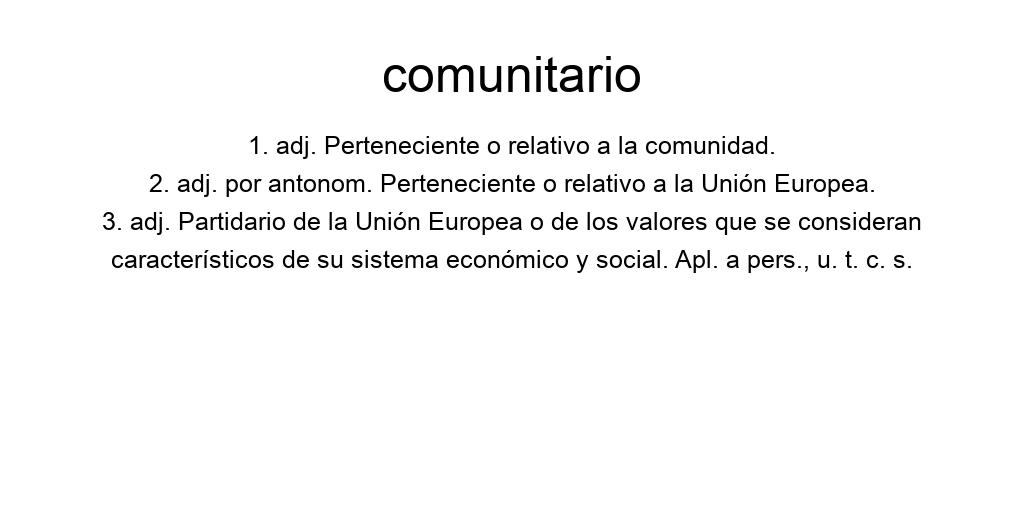 comunitario
1. adj. Perteneciente o relativo a la comunidad.
2. adj. por antonom. Perteneciente o relativo a la Unión Europea.
3. adj. Partidario de la Unión Europea o de los valores que se consideran
característicos de su sistema económico y social. Apl. a pers., u. t. c. s.